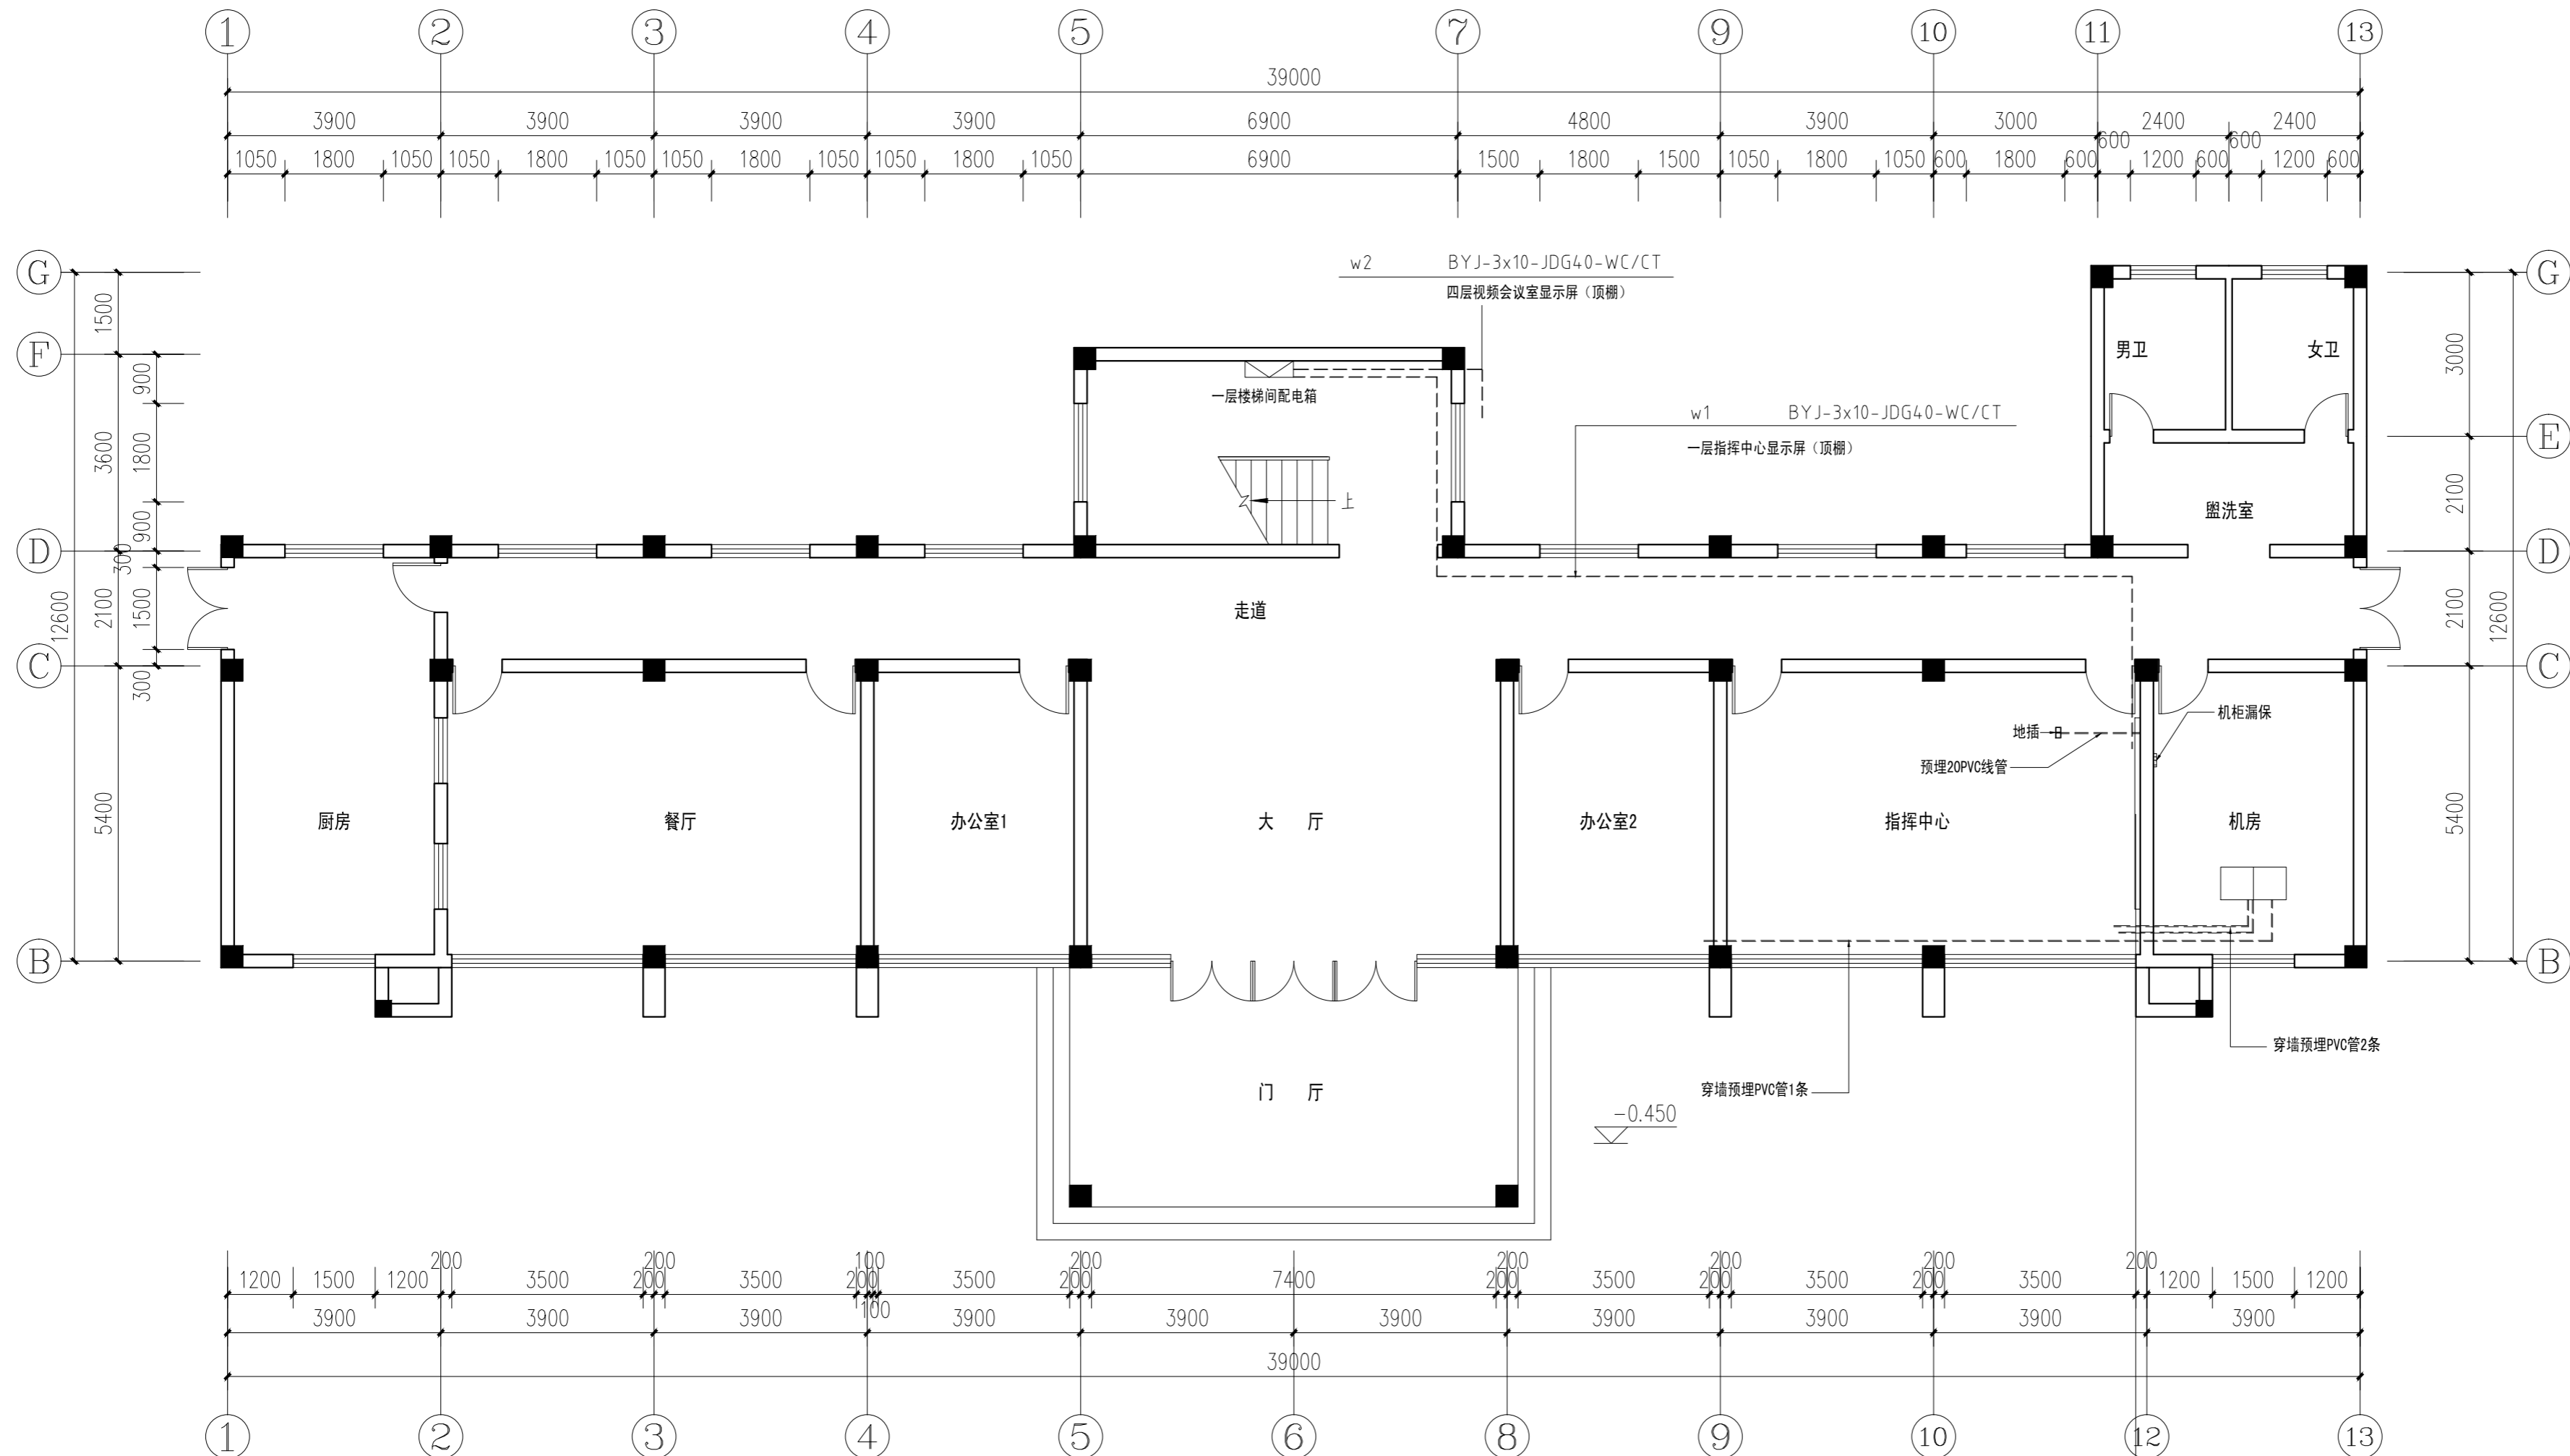 1 2 3 4 5 7 9 10 11 13
39000
3900 3900 3900 3900 6900 4800 3900 3000 2400 2400
600 600
1050 1800 1050 1050 1800 1050 1050 1800 1050 1050 1800 1050 6900 1500 1800 1500 1050 1800 1050 600 1800 600 1200 600 1200 600
G G
w2 BYJ-3x10-JDG40-WC/CT
四层视频会议室显示屏（顶棚）
1500
F
男卫 女卫
3000
900
一层楼梯间配电箱
w1 BYJ-3x10-JDG40-WC/CT
一层指挥中心显示屏（顶棚）
E
3600 1800
上
盥洗室
2100
900
D D
300
12600 2100 1500
走道
2100 12600
C C
300
机柜漏保
地插
预埋20PVC线管
5400
厨房 餐厅 办公室1 大 厅 办公室2 指挥中心 机房
5400
B B
穿墙预埋PVC管2条
穿墙预埋PVC管1条
门 厅
-0.450
200 200 100 200 200 200 200 200
1200 1500 1200 3500 200 3500 200 3500 200 7400 200 3500 200 3500 200 3500 1200 1500 1200
100
3900 3900 3900 3900 3900 3900 3900 3900 3900 3900
39000
1 2 3 4 5 6 8 9 10 12 13